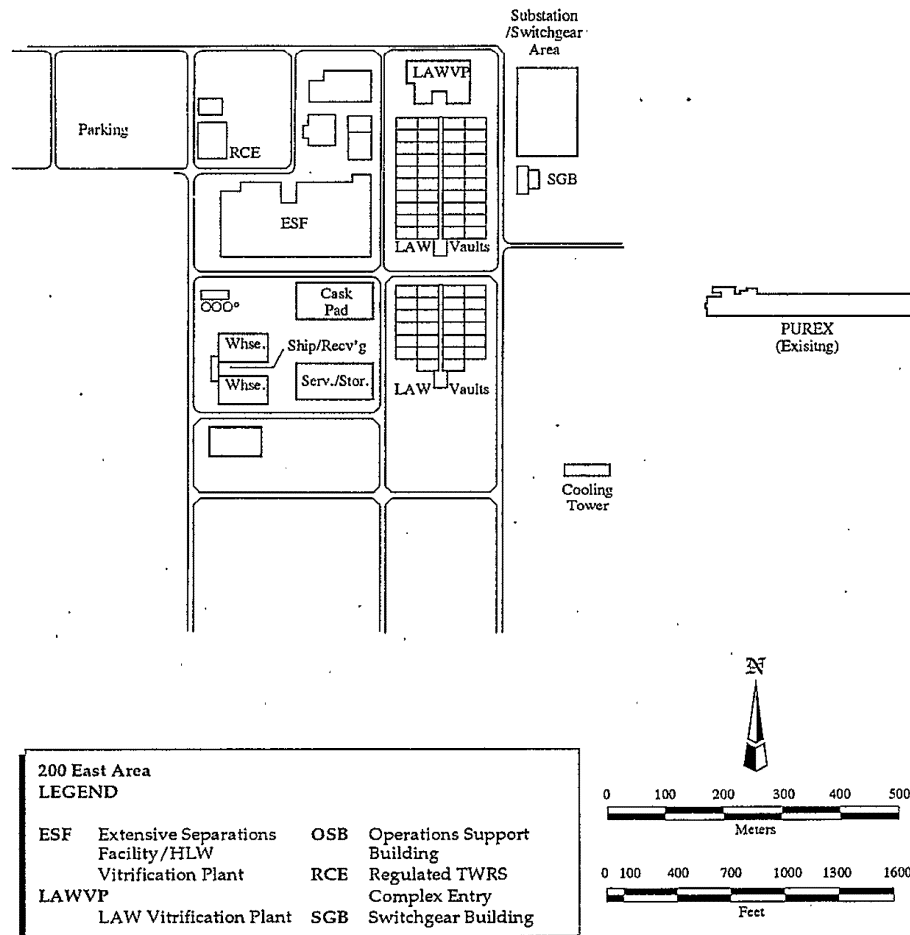 Substation
/Switchgear
Area
LAWVP
Parking
RCE
SGB
ESF
LAW Vaults
Cask
Pad
PUREX
(Exisitng)
Whse.
Ship/Recv'g
Whse.
Serv./Stor.
LAW Vaults
Cooling
Tower
N
200 East Area
LEGEND
ESF Extensive Separations
Facility/HLW
Vitrification Plant
LAWVP
LAW Vitrification Plant
OSB Operations Support
Building
RCE Regulated TWRS
Complex Entry
SGB Switchgear Building
0 100 200 300 400 500
Meters
0 100 400 700 1000 1300 1600
Feet